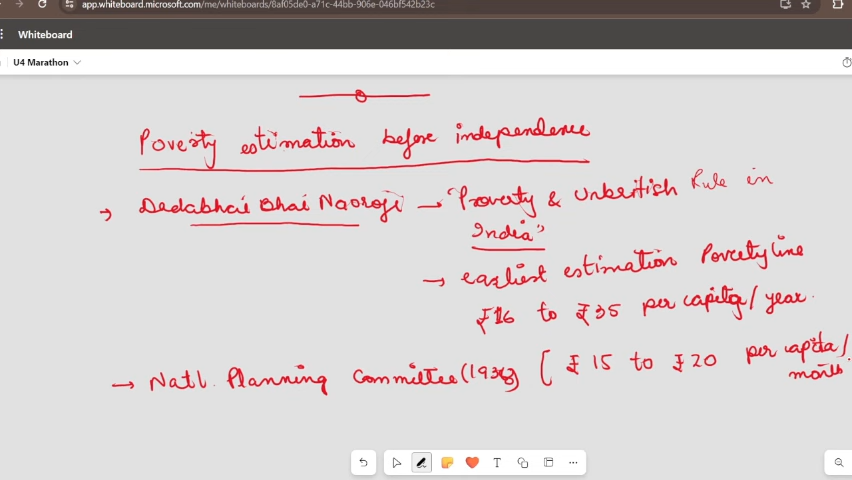 app.whiteboard.microsoft.com/me/whiteboards/8af05de0-a71c-44bb-906e-046bf542b23c
Whiteboard
U4 Marathon
Poverty estimation before independence
→ Dadabhai Bhai Naoroji → "Proverty & Unbritish Rule in
India"
→ earliest estimation Poverty line
₹16 to ₹35 per capita/year.
→ Natl. Planning Committee (1938) [ ₹15 to ₹20 per capita/
month
T